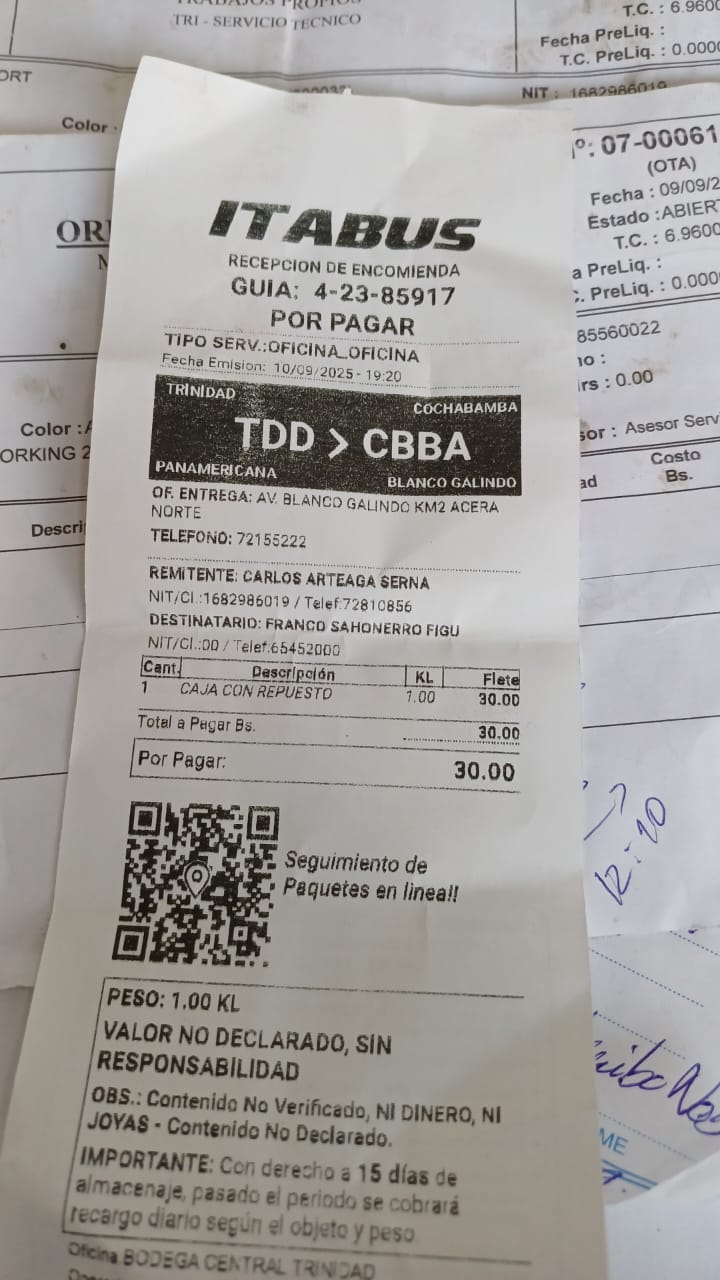 TRI - SERVICIO TECNICO
T.C. : 6.9600
Fecha PreLiq. :
T.C. PreLiq. : 0.0000
NIT : 1682986019
Color
ITABUS
RECEPCION DE ENCOMIENDA
GUIA: 4-23-85917
POR PAGAR
TIPO SERV.:OFICINA_OFICINA
Fecha Emision: 10/09/2025 - 19:20
TRINIDAD
COCHABAMBA
TDD > CBBA
PANAMERICANA
BLANCO GALINDO
OF. ENTREGA: AV. BLANCO GALINDO KM2 ACERA
NORTE
TELEFONO: 72155222
REMITENTE: CARLOS ARTEAGA SERNA
NIT/CI.:1682986019 / Telef:72810856
DESTINATARIO: FRANCO SAHONERRO FIGU
NIT/CI.:00 / Telef:65452000
Cant. Descripción KL Flete
1 CAJA CON REPUESTO 1.00 30.00
Total a Pagar Bs. 30.00
Por Pagar: 30.00
Seguimiento de
Paquetes en linea!!
PESO: 1.00 KL
VALOR NO DECLARADO, SIN
RESPONSABILIDAD
OBS.: Contenido No Verificado, NI DINERO, NI
JOYAS - Contenido No Declarado.
IMPORTANTE: Con derecho a 15 días de
almacenaje, pasado el periodo se cobrará
recargo diario según el objeto y peso
Oficina BODEGA CENTRAL TRINIDAD
º: 07-00061
(OTA)
Fecha : 09/09/2
Estado :ABIERT
T.C. : 6.9600
a PreLiq. :
C. PreLiq. : 0.000
85560022
no :
irs : 0.00
sor : Asesor Serv
ad Costo
Bs.
Color :
ORKING 2
Descri
12:20
ME